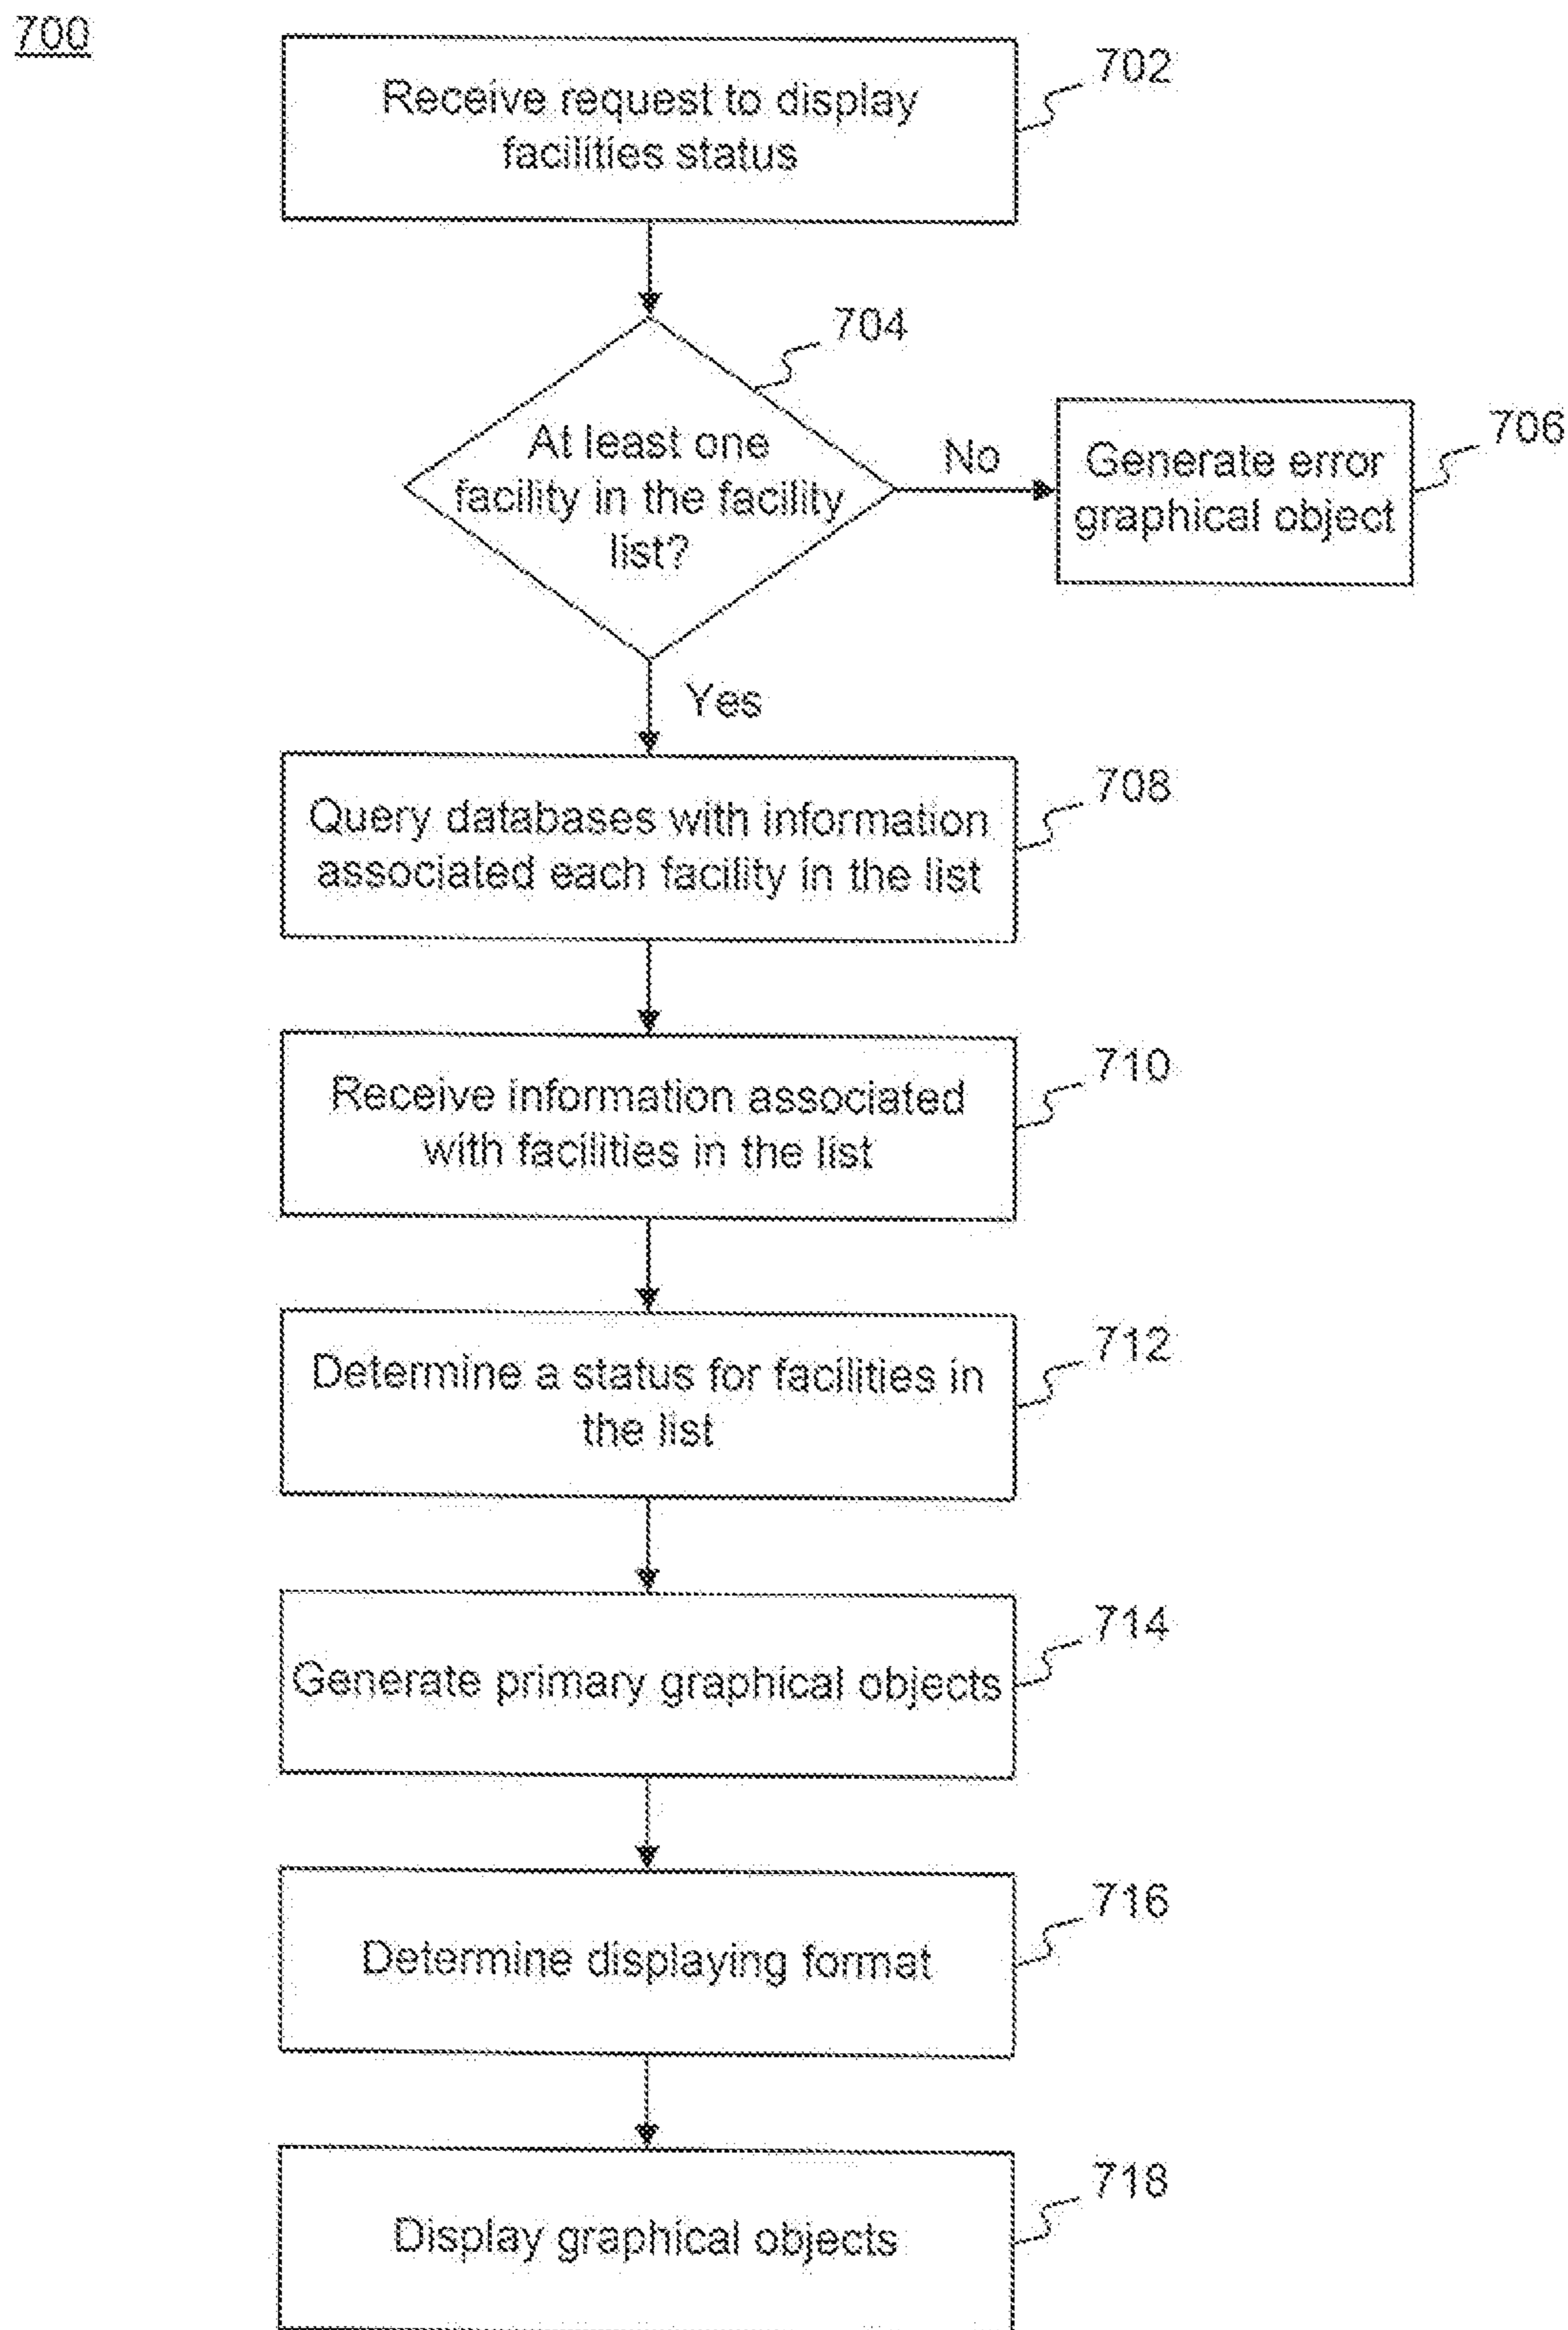 700
Receive request to display
facilities status
702
704
At least one
facility in the facility
list?
No
Generate error
graphical object
706
Yes
Query databases with information
associated each facility in the list
708
Receive information associated
with facilities in the list
710
Determine a status for facilities in
the list
712
Generate primary graphical objects
714
Determine displaying format
716
Display graphical objects
718